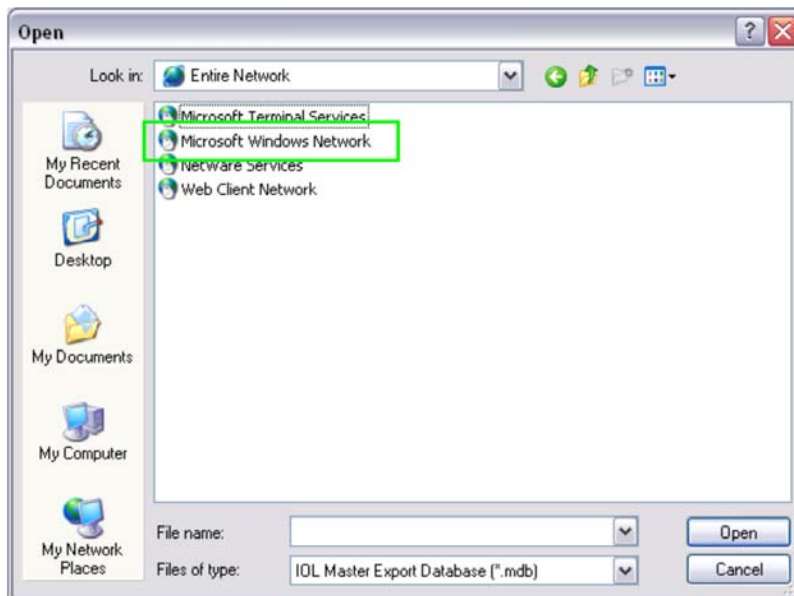 Open
Look in: Entire Network
Microsoft Terminal Services
Microsoft Windows Network
NetWare Services
Web Client Network
My Recent
Documents
Desktop
My Documents
My Computer
My Network
Places
File name:
Open
Files of type: IOL Master Export Database (*.mdb)
Cancel